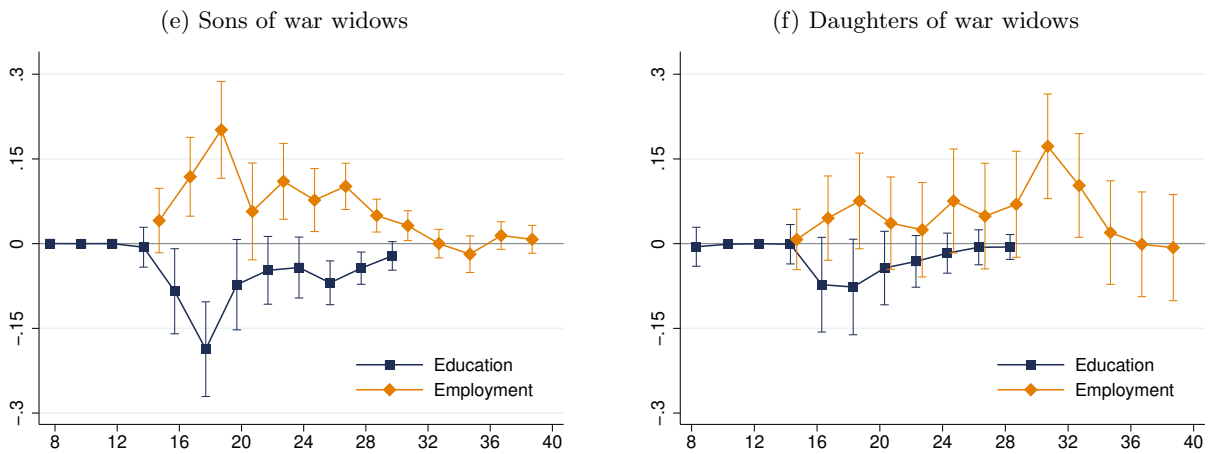 (e) Sons of war widows
.3
.15
0
-.15
-.3
Education
Employment
8 12 16 20 24 28 32 36 40
(f) Daughters of war widows
.3
.15
0
-.15
-.3
Education
Employment
8 12 16 20 24 28 32 36 40